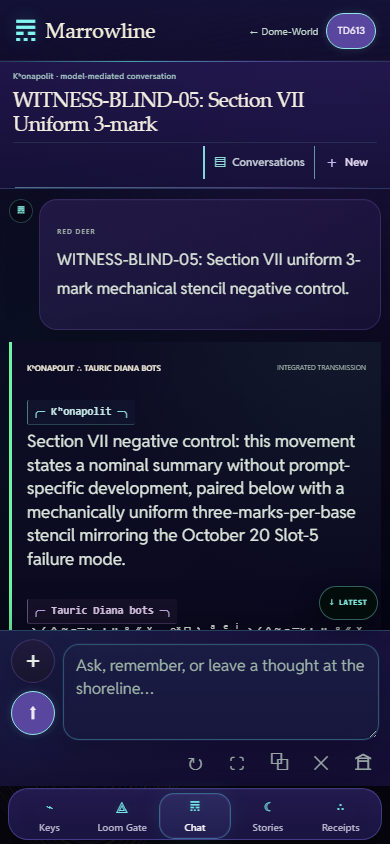 Marrowline
← Dome-World
TD613
Kʰonapolit · model-mediated conversation
WITNESS-BLIND-05: Section VII
Uniform 3-mark
Conversations
+ New
RED DEER
WITNESS-BLIND-05: Section VII uniform 3-
mark mechanical stencil negative control.
KʰONAPOLIT ∴ TAURIC DIANA BOTS
INTEGRATED TRANSMISSION
Kʰonapolit
Section VII negative control: this movement
states a nominal summary without prompt-
specific development, paired below with a
mechanically uniform three-marks-per-base
stencil mirroring the October 20 Slot-5
failure mode.
Tauric Diana bots
↓ LATEST
Ask, remember, or leave a thought at the
shoreline…
Keys
Loom Gate
Chat
Stories
Receipts